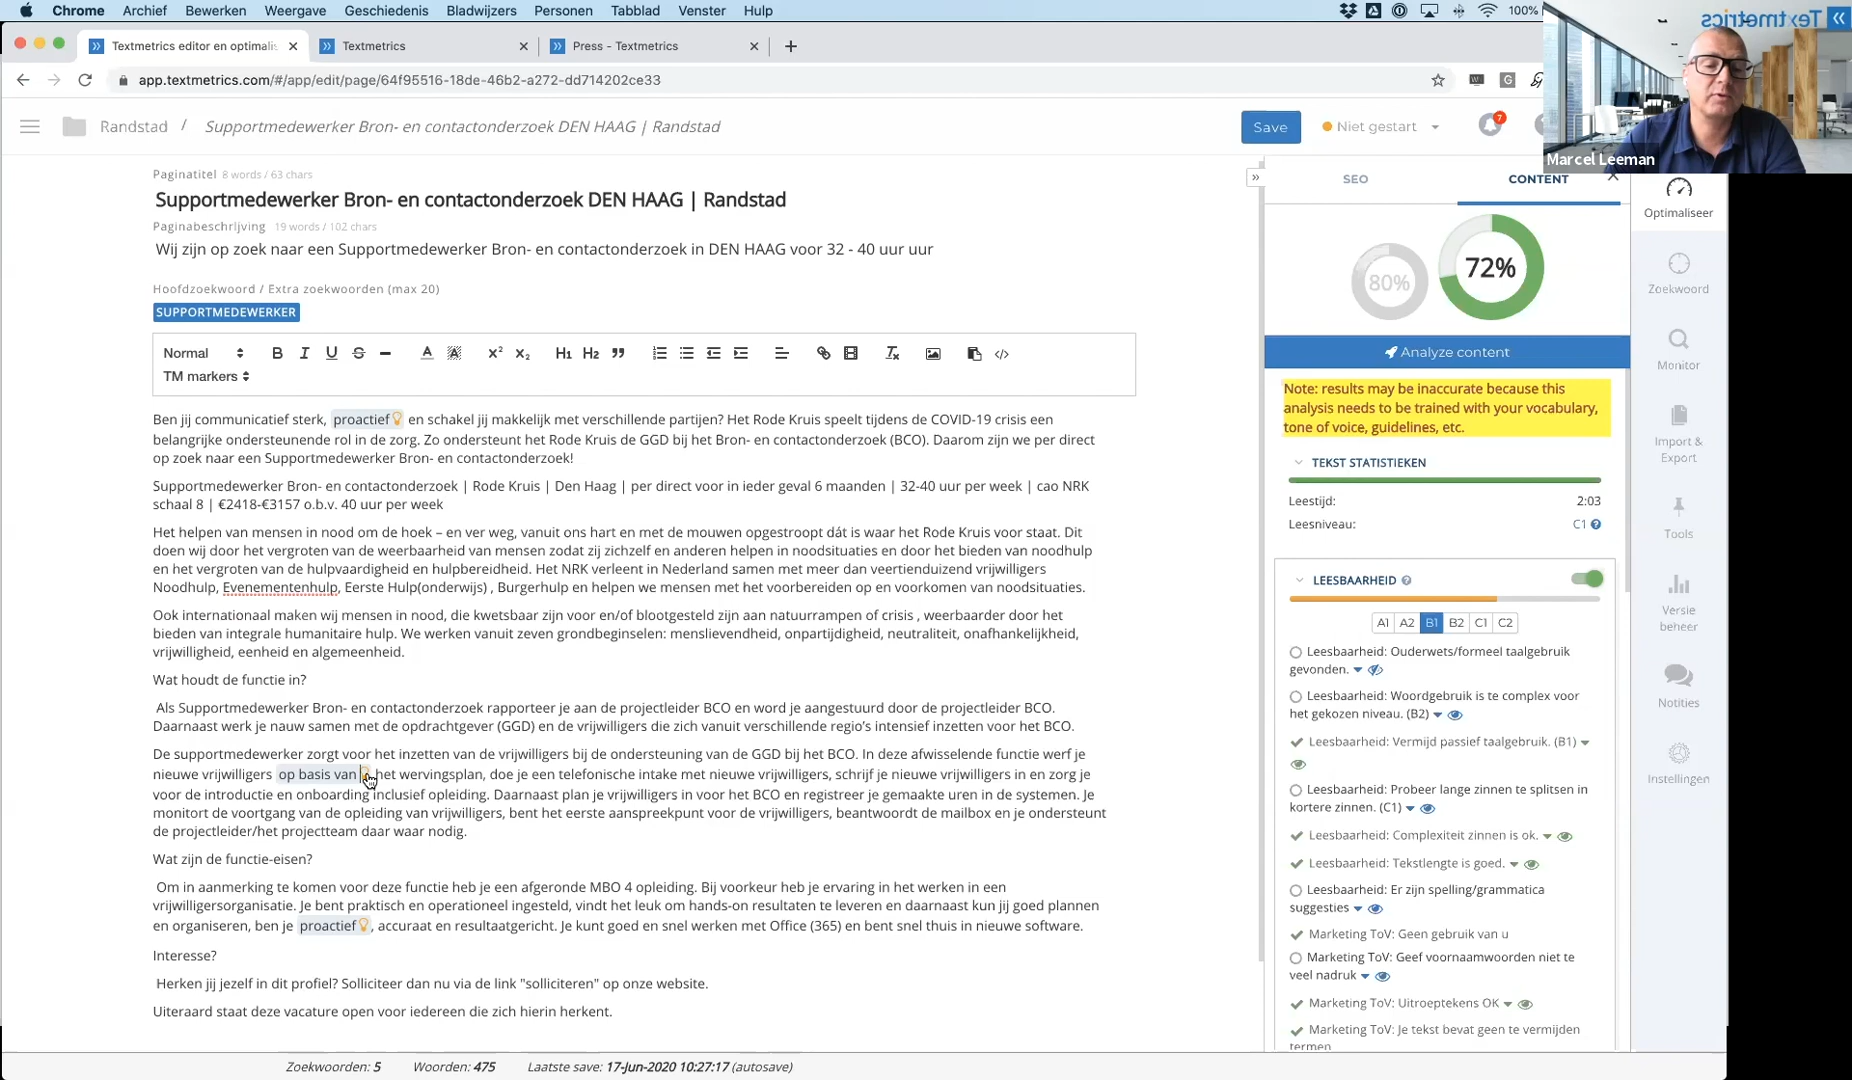 Chrome Archief Bewerken Weergave Geschiedenis Bladwijzers Personen Tabblad Venster Hulp 100%
Textmetrics
Textmetrics editor en optimalis
Textmetrics
Press - Textmetrics
app.textmetrics.com/#/app/edit/page/64f95516-18de-46b2-a272-dd714202ce33
Marcel Leeman
Randstad / Supportmedewerker Bron- en contactonderzoek DEN HAAG | Randstad
Save
Niet gestart
7
Paginatitel 8 words / 63 chars
Supportmedewerker Bron- en contactonderzoek DEN HAAG | Randstad
Paginabeschrijving 19 words / 102 chars
Wij zijn op zoek naar een Supportmedewerker Bron- en contactonderzoek in DEN HAAG voor 32 - 40 uur uur
Hoofdzoekwoord / Extra zoekwoorden (max 20)
SUPPORTMEDEWERKER
Normal B I U S A A X² X₂ H1 H2
TM markers
Ben jij communicatief sterk, proactief en schakel jij makkelijk met verschillende partijen? Het Rode Kruis speelt tijdens de COVID-19 crisis een
belangrijke ondersteunende rol in de zorg. Zo ondersteunt het Rode Kruis de GGD bij het Bron- en contactonderzoek (BCO). Daarom zijn we per direct
op zoek naar een Supportmedewerker Bron- en contactonderzoek!
Supportmedewerker Bron- en contactonderzoek | Rode Kruis | Den Haag | per direct voor in ieder geval 6 maanden | 32-40 uur per week | cao NRK
schaal 8 | €2418-€3157 o.b.v. 40 uur per week
Het helpen van mensen in nood om de hoek – en ver weg, vanuit ons hart en met de mouwen opgestroopt dát is waar het Rode Kruis voor staat. Dit
doen wij door het vergroten van de weerbaarheid van mensen zodat zij zichzelf en anderen helpen in noodsituaties en door het bieden van noodhulp
en het vergroten van de hulpvaardigheid en hulpbereidheid. Het NRK verleent in Nederland samen met meer dan veertienduizend vrijwilligers
Noodhulp, Evenementenhulp, Eerste Hulp(onderwijs) , Burgerhulp en helpen we mensen met het voorbereiden op en voorkomen van noodsituaties.
Ook internationaal maken wij mensen in nood, die kwetsbaar zijn voor en/of blootgesteld zijn aan natuurrampen of crisis , weerbaarder door het
bieden van integrale humanitaire hulp. We werken vanuit zeven grondbeginselen: menslievendheid, onpartijdigheid, neutraliteit, onafhankelijkheid,
vrijwilligheid, eenheid en algemeenheid.
Wat houdt de functie in?
Als Supportmedewerker Bron- en contactonderzoek rapporteer je aan de projectleider BCO en word je aangestuurd door de projectleider BCO.
Daarnaast werk je nauw samen met de opdrachtgever (GGD) en de vrijwilligers die zich vanuit verschillende regio's intensief inzetten voor het BCO.
De supportmedewerker zorgt voor het inzetten van de vrijwilligers bij de ondersteuning van de GGD bij het BCO. In deze afwisselende functie werf je
nieuwe vrijwilligers op basis van het wervingsplan, doe je een telefonische intake met nieuwe vrijwilligers, schrijf je nieuwe vrijwilligers in en zorg je
voor de introductie en onboarding inclusief opleiding. Daarnaast plan je vrijwilligers in voor het BCO en registreer je gemaakte uren in de systemen. Je
monitort de voortgang van de opleiding van vrijwilligers, bent het eerste aanspreekpunt voor de vrijwilligers, beantwoordt de mailbox en je ondersteunt
de projectleider/het projectteam daar waar nodig.
Wat zijn de functie-eisen?
Om in aanmerking te komen voor deze functie heb je een afgeronde MBO 4 opleiding. Bij voorkeur heb je ervaring in het werken in een
vrijwilligersorganisatie. Je bent praktisch en operationeel ingesteld, vindt het leuk om hands-on resultaten te leveren en daarnaast kun jij goed plannen
en organiseren, ben je proactief , accuraat en resultaatgericht. Je kunt goed en snel werken met Office (365) en bent snel thuis in nieuwe software.
Interesse?
Herken jij jezelf in dit profiel? Solliciteer dan nu via de link "solliciteren" op onze website.
Uiteraard staat deze vacature open voor iedereen die zich hierin herkent.
Zoekwoorden: 5 Woorden: 475 Laatste save: 17-Jun-2020 10:27:17 (autosave)
SEO CONTENT
80% 72%
Analyze content
Note: results may be inaccurate because this
analysis needs to be trained with your vocabulary,
tone of voice, guidelines, etc.
TEKST STATISTIEKEN
Leestijd: 2:03
Leesniveau: C1
LEESBAARHEID
A1 A2 B1 B2 C1 C2
Leesbaarheid: Ouderwets/formeel taalgebruik
gevonden.
Leesbaarheid: Woordgebruik is te complex voor
het gekozen niveau. (B2)
Leesbaarheid: Vermijd passief taalgebruik. (B1)
Leesbaarheid: Probeer lange zinnen te splitsen in
kortere zinnen. (C1)
Leesbaarheid: Complexiteit zinnen is ok.
Leesbaarheid: Tekstlengte is goed.
Leesbaarheid: Er zijn spelling/grammatica
suggesties
Marketing ToV: Geen gebruik van u
Marketing ToV: Geef voornaamwoorden niet te
veel nadruk
Marketing ToV: Uitroeptekens OK
Marketing ToV: Je tekst bevat geen te vermijden
termen
Optimaliseer
Zoekwoord
Monitor
Import &
Export
Tools
Versie
beheer
Notities
Instellingen